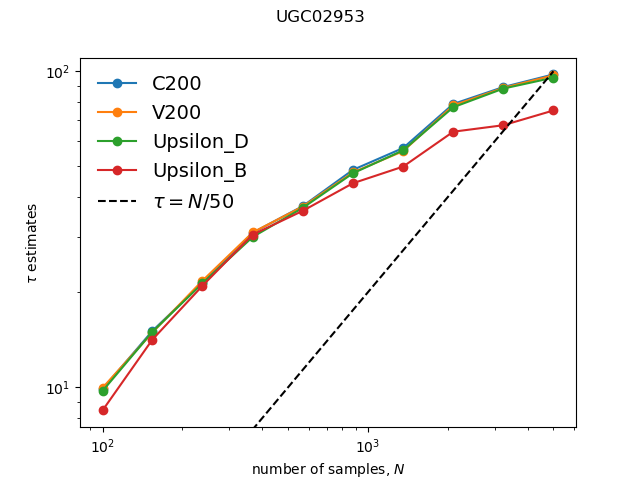 UGC02953
10²
10¹
τ estimates
C200
V200
Upsilon_D
Upsilon_B
τ = N/50
10²
10³
number of samples, N